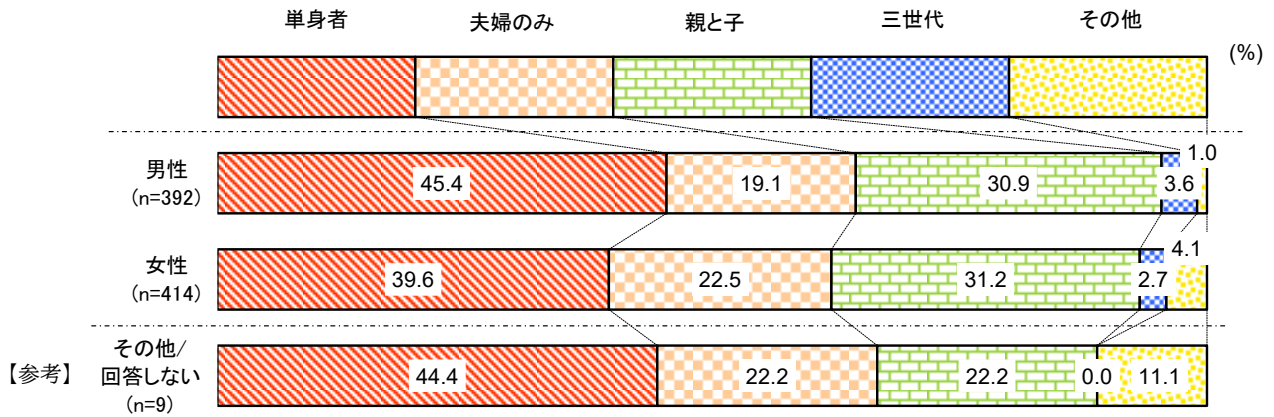 単身者 夫婦のみ 親と子 三世代 その他
(%)
男性
(n=392)
45.4 19.1 30.9 3.6 1.0
女性
(n=414)
39.6 22.5 31.2 2.7 4.1
【参考】
その他/
回答しない
(n=9)
44.4 22.2 22.2 0.0 11.1